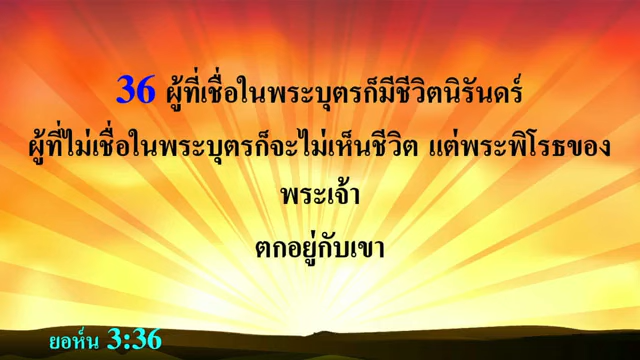 36 ผู้ที่เชื่อในพระบุตรก็มีชีวิตนิรันดร์
ผู้ที่ไม่เชื่อในพระบุตรก็จะไม่เห็นชีวิต แต่พระพิโรธของ
พระเจ้า
ตกอยู่กับเขา
ยอห์น 3:36